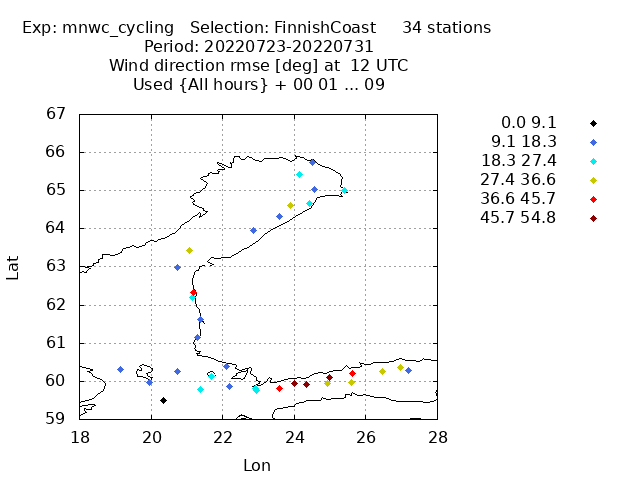 Exp: mnwc_cycling   Selection: FinnishCoast     34 stations
Period: 20220723-20220731
Wind direction rmse [deg] at  12 UTC
Used {All hours} + 00 01 ... 09
0.0 9.1
9.1 18.3
18.3 27.4
27.4 36.6
36.6 45.7
45.7 54.8
67
66
65
64
63
62
61
60
59
Lat
18 20 22 24 26 28
Lon